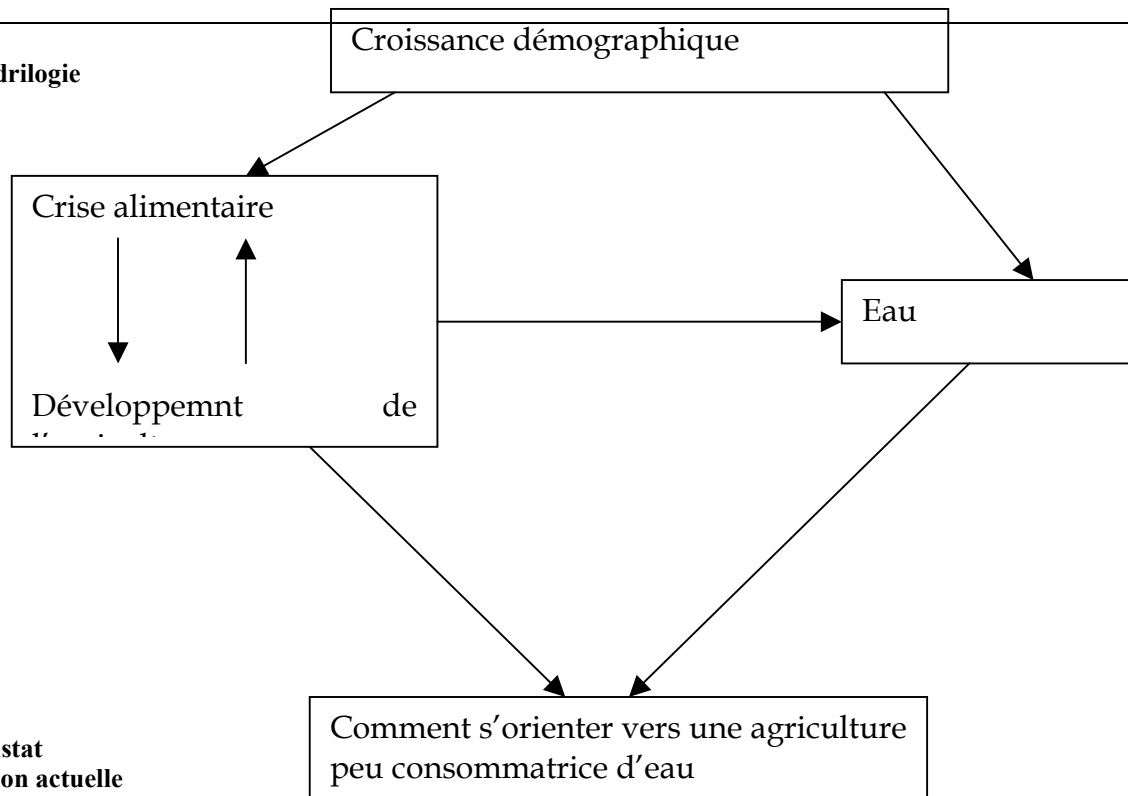 Croissance démographique
drilogie
Crise alimentaire
Eau
Développemnt de
Comment s’orienter vers une agriculture
peu consommatrice d’eau
stat
on actuelle